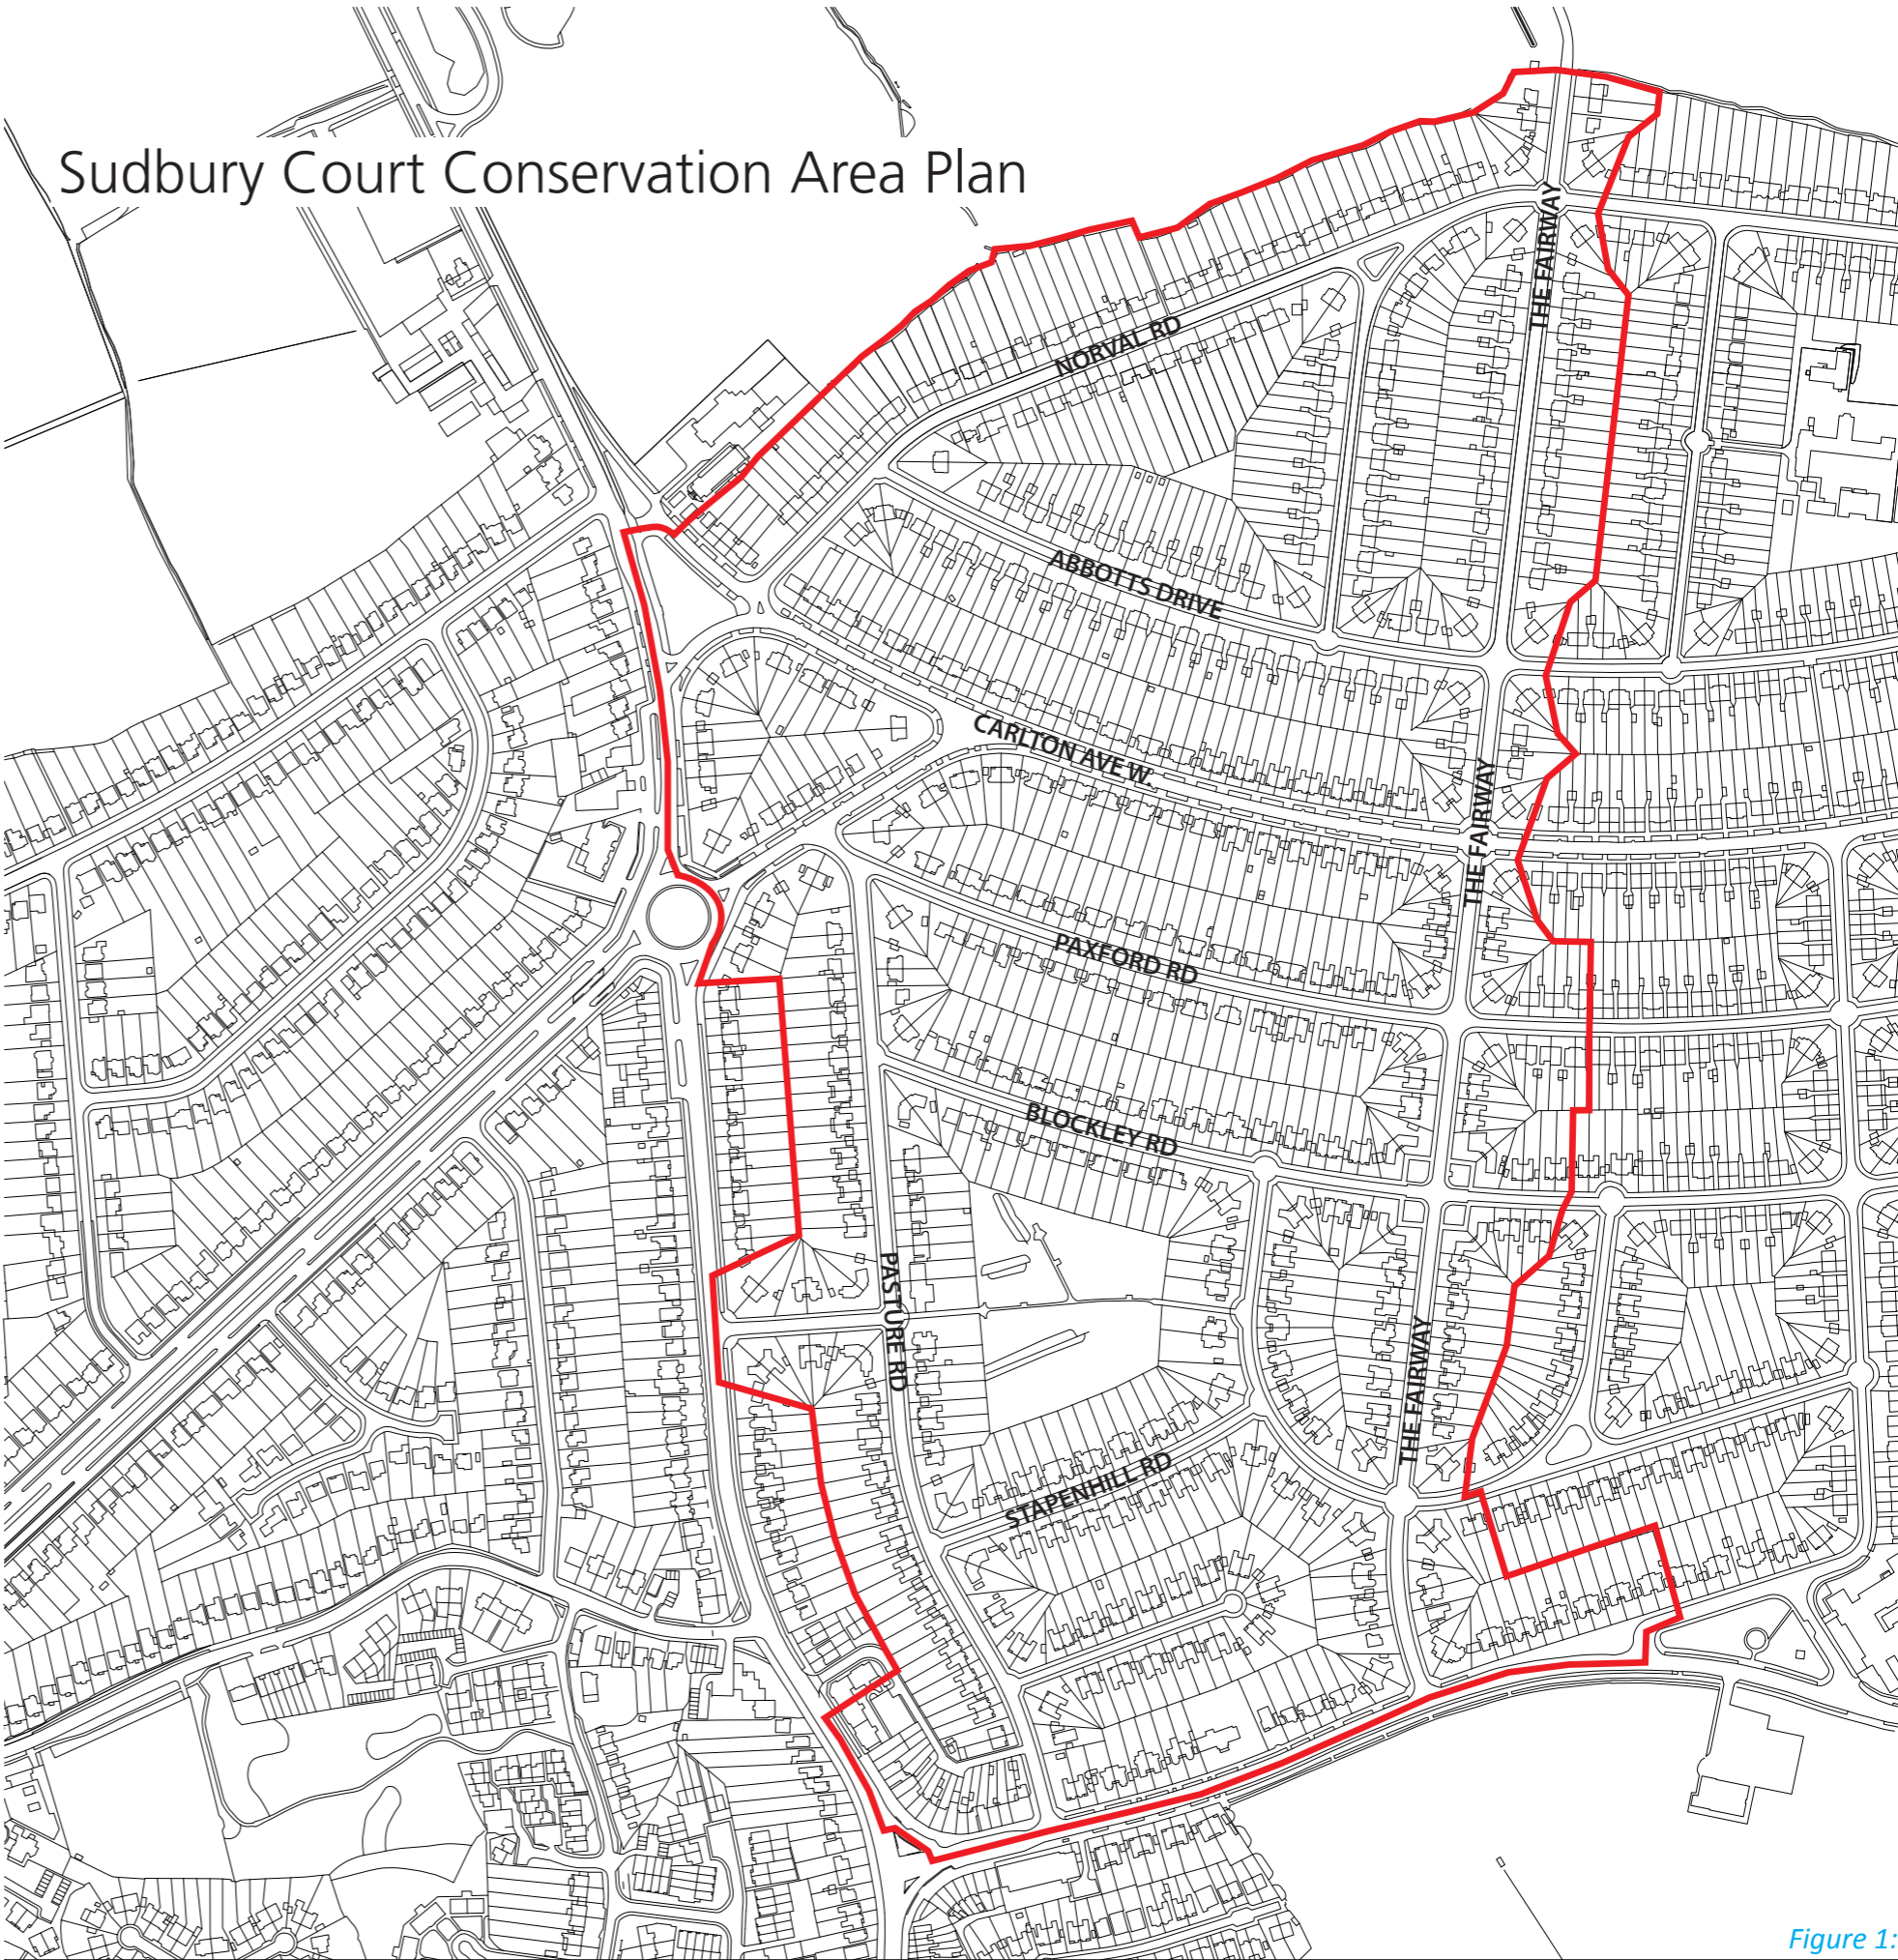 Sudbury Court Conservation Area Plan
THE FAIRWAY
NORVAL RD
ABBOTTS DRIVE
CARLTON AVE W.
THE FAIRWAY
PAXFORD RD
BLOCKLEY RD
PASTURE RD
THE FAIRWAY
STAPENHILL RD
Figure 1: